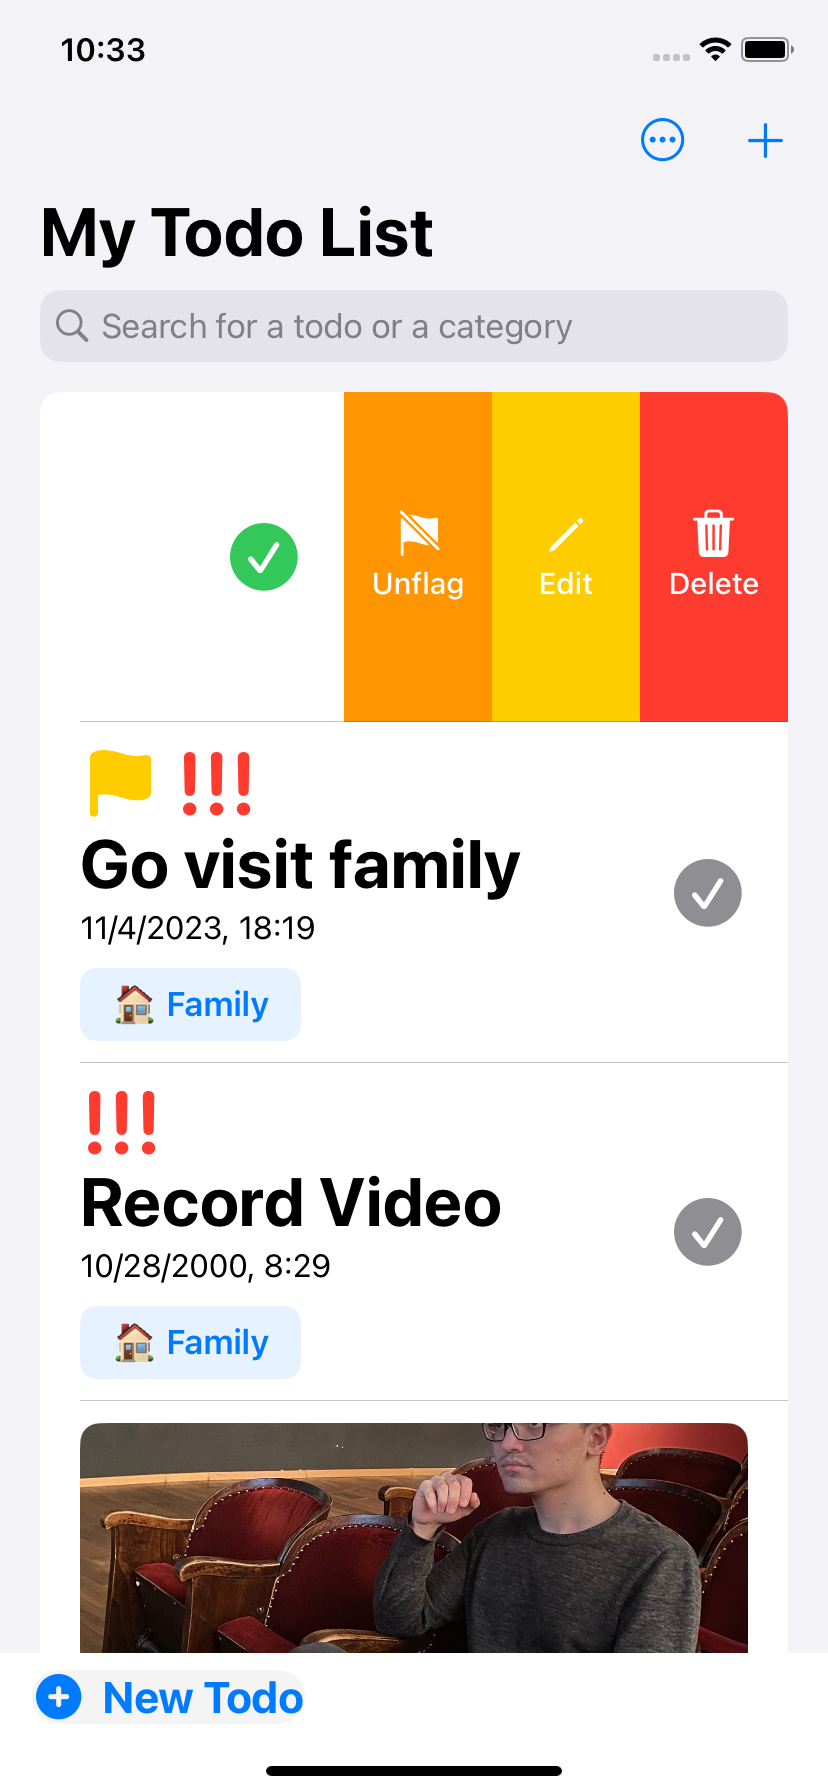 10:33
My Todo List
Search for a todo or a category
Unflag
Edit
Delete
!!!
Go visit family
11/4/2023, 18:19
Family
!!!
Record Video
10/28/2000, 8:29
Family
New Todo